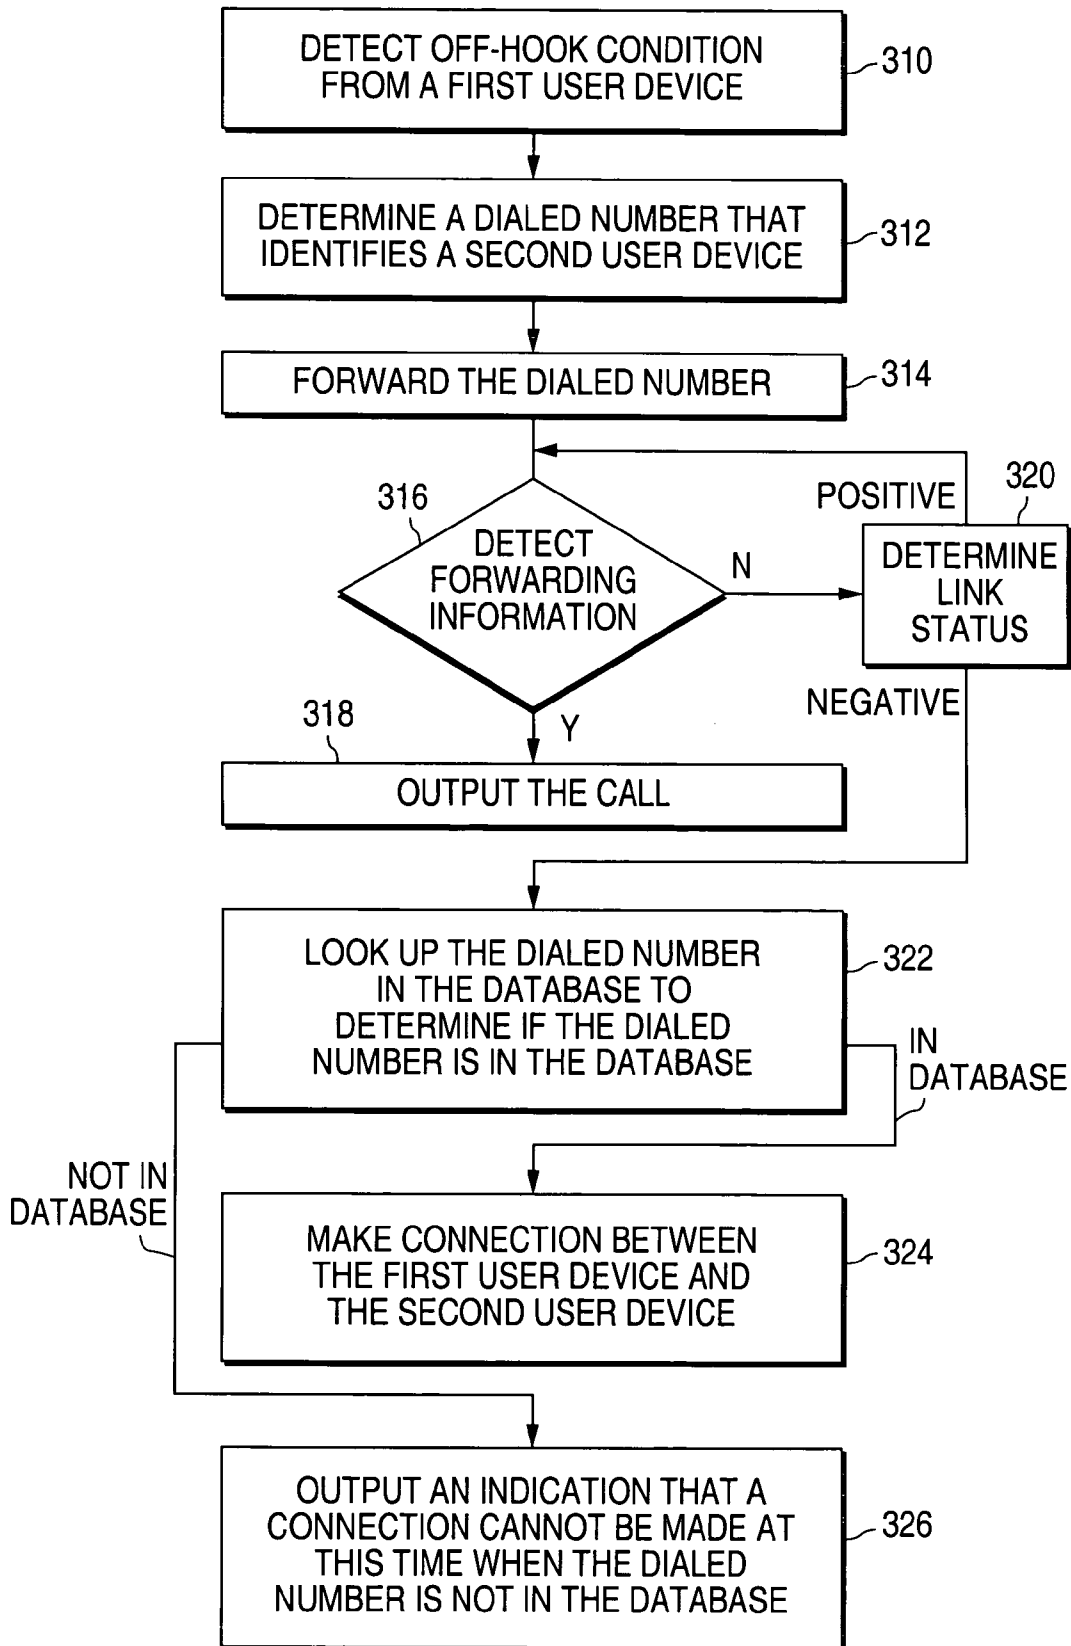 DETECT OFF-HOOK CONDITION
FROM A FIRST USER DEVICE
310
DETERMINE A DIALED NUMBER THAT
IDENTIFIES A SECOND USER DEVICE
312
FORWARD THE DIALED NUMBER
314
316
DETECT
FORWARDING
INFORMATION
N
Y
POSITIVE
320
DETERMINE
LINK
STATUS
NEGATIVE
318
OUTPUT THE CALL
LOOK UP THE DIALED NUMBER
IN THE DATABASE TO
DETERMINE IF THE DIALED
NUMBER IS IN THE DATABASE
322
IN
DATABASE
NOT IN
DATABASE
MAKE CONNECTION BETWEEN
THE FIRST USER DEVICE AND
THE SECOND USER DEVICE
324
OUTPUT AN INDICATION THAT A
CONNECTION CANNOT BE MADE AT
THIS TIME WHEN THE DIALED
NUMBER IS NOT IN THE DATABASE
326